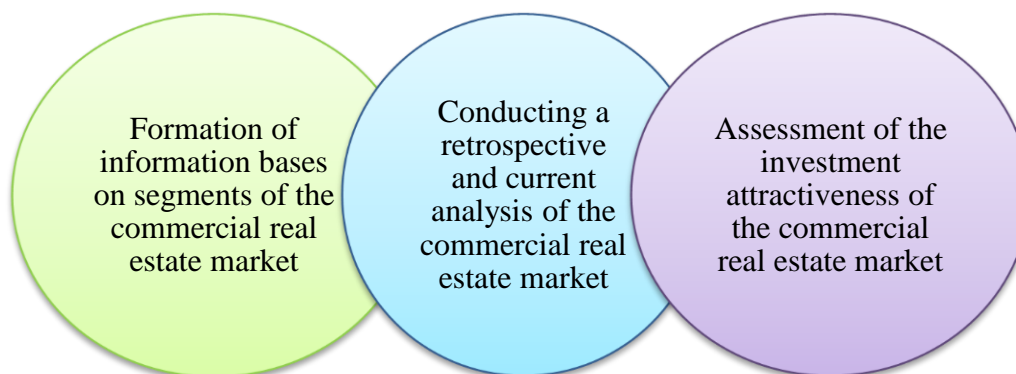 Formation of
information bases
on segments of the
commercial real
estate market
Conducting a
retrospective
and current
analysis of the
commercial real
estate market
Assessment of the
investment
attractiveness of
the commercial
real estate market